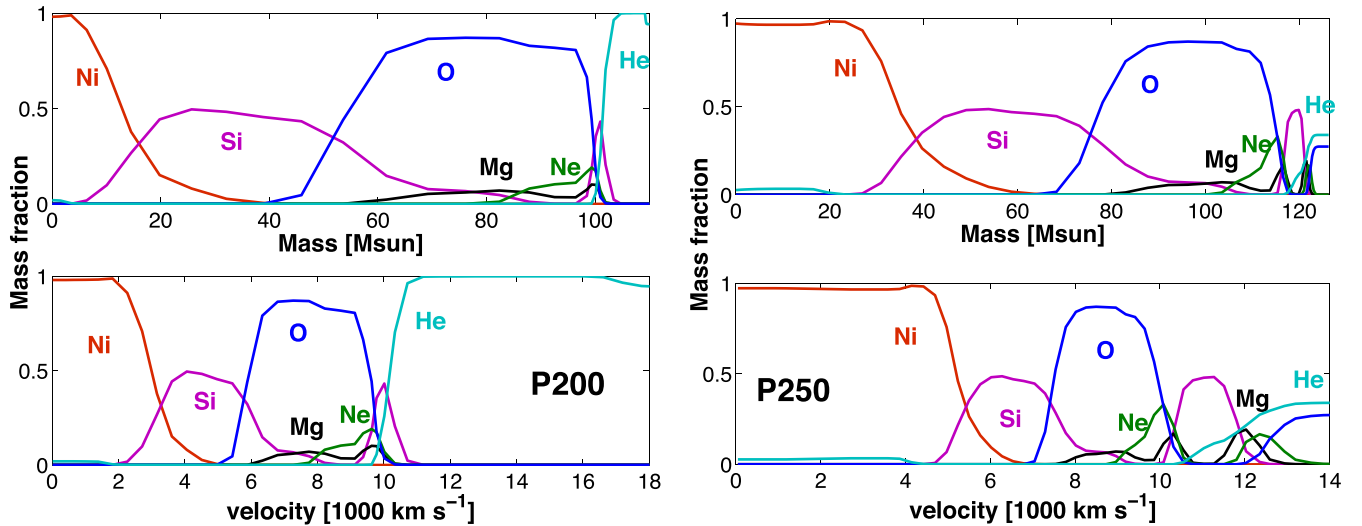 1
0.5
0
Mass fraction
Ni
Si
O
Mg
Ne
He
0 20 40 60 80 100
Mass [Msun]
1
0.5
0
Mass fraction
Ni
Si
O
Mg
Ne
He
0 20 40 60 80 100 120
Mass [Msun]
1
0.5
0
Ni
Si
O
Mg
Ne
He
P200
0 2 4 6 8 10 12 14 16 18
velocity [1000 km s⁻¹]
1
0.5
0
Ni
Si
O
Ne
Mg
He
P250
0 2 4 6 8 10 12 14
velocity [1000 km s⁻¹]